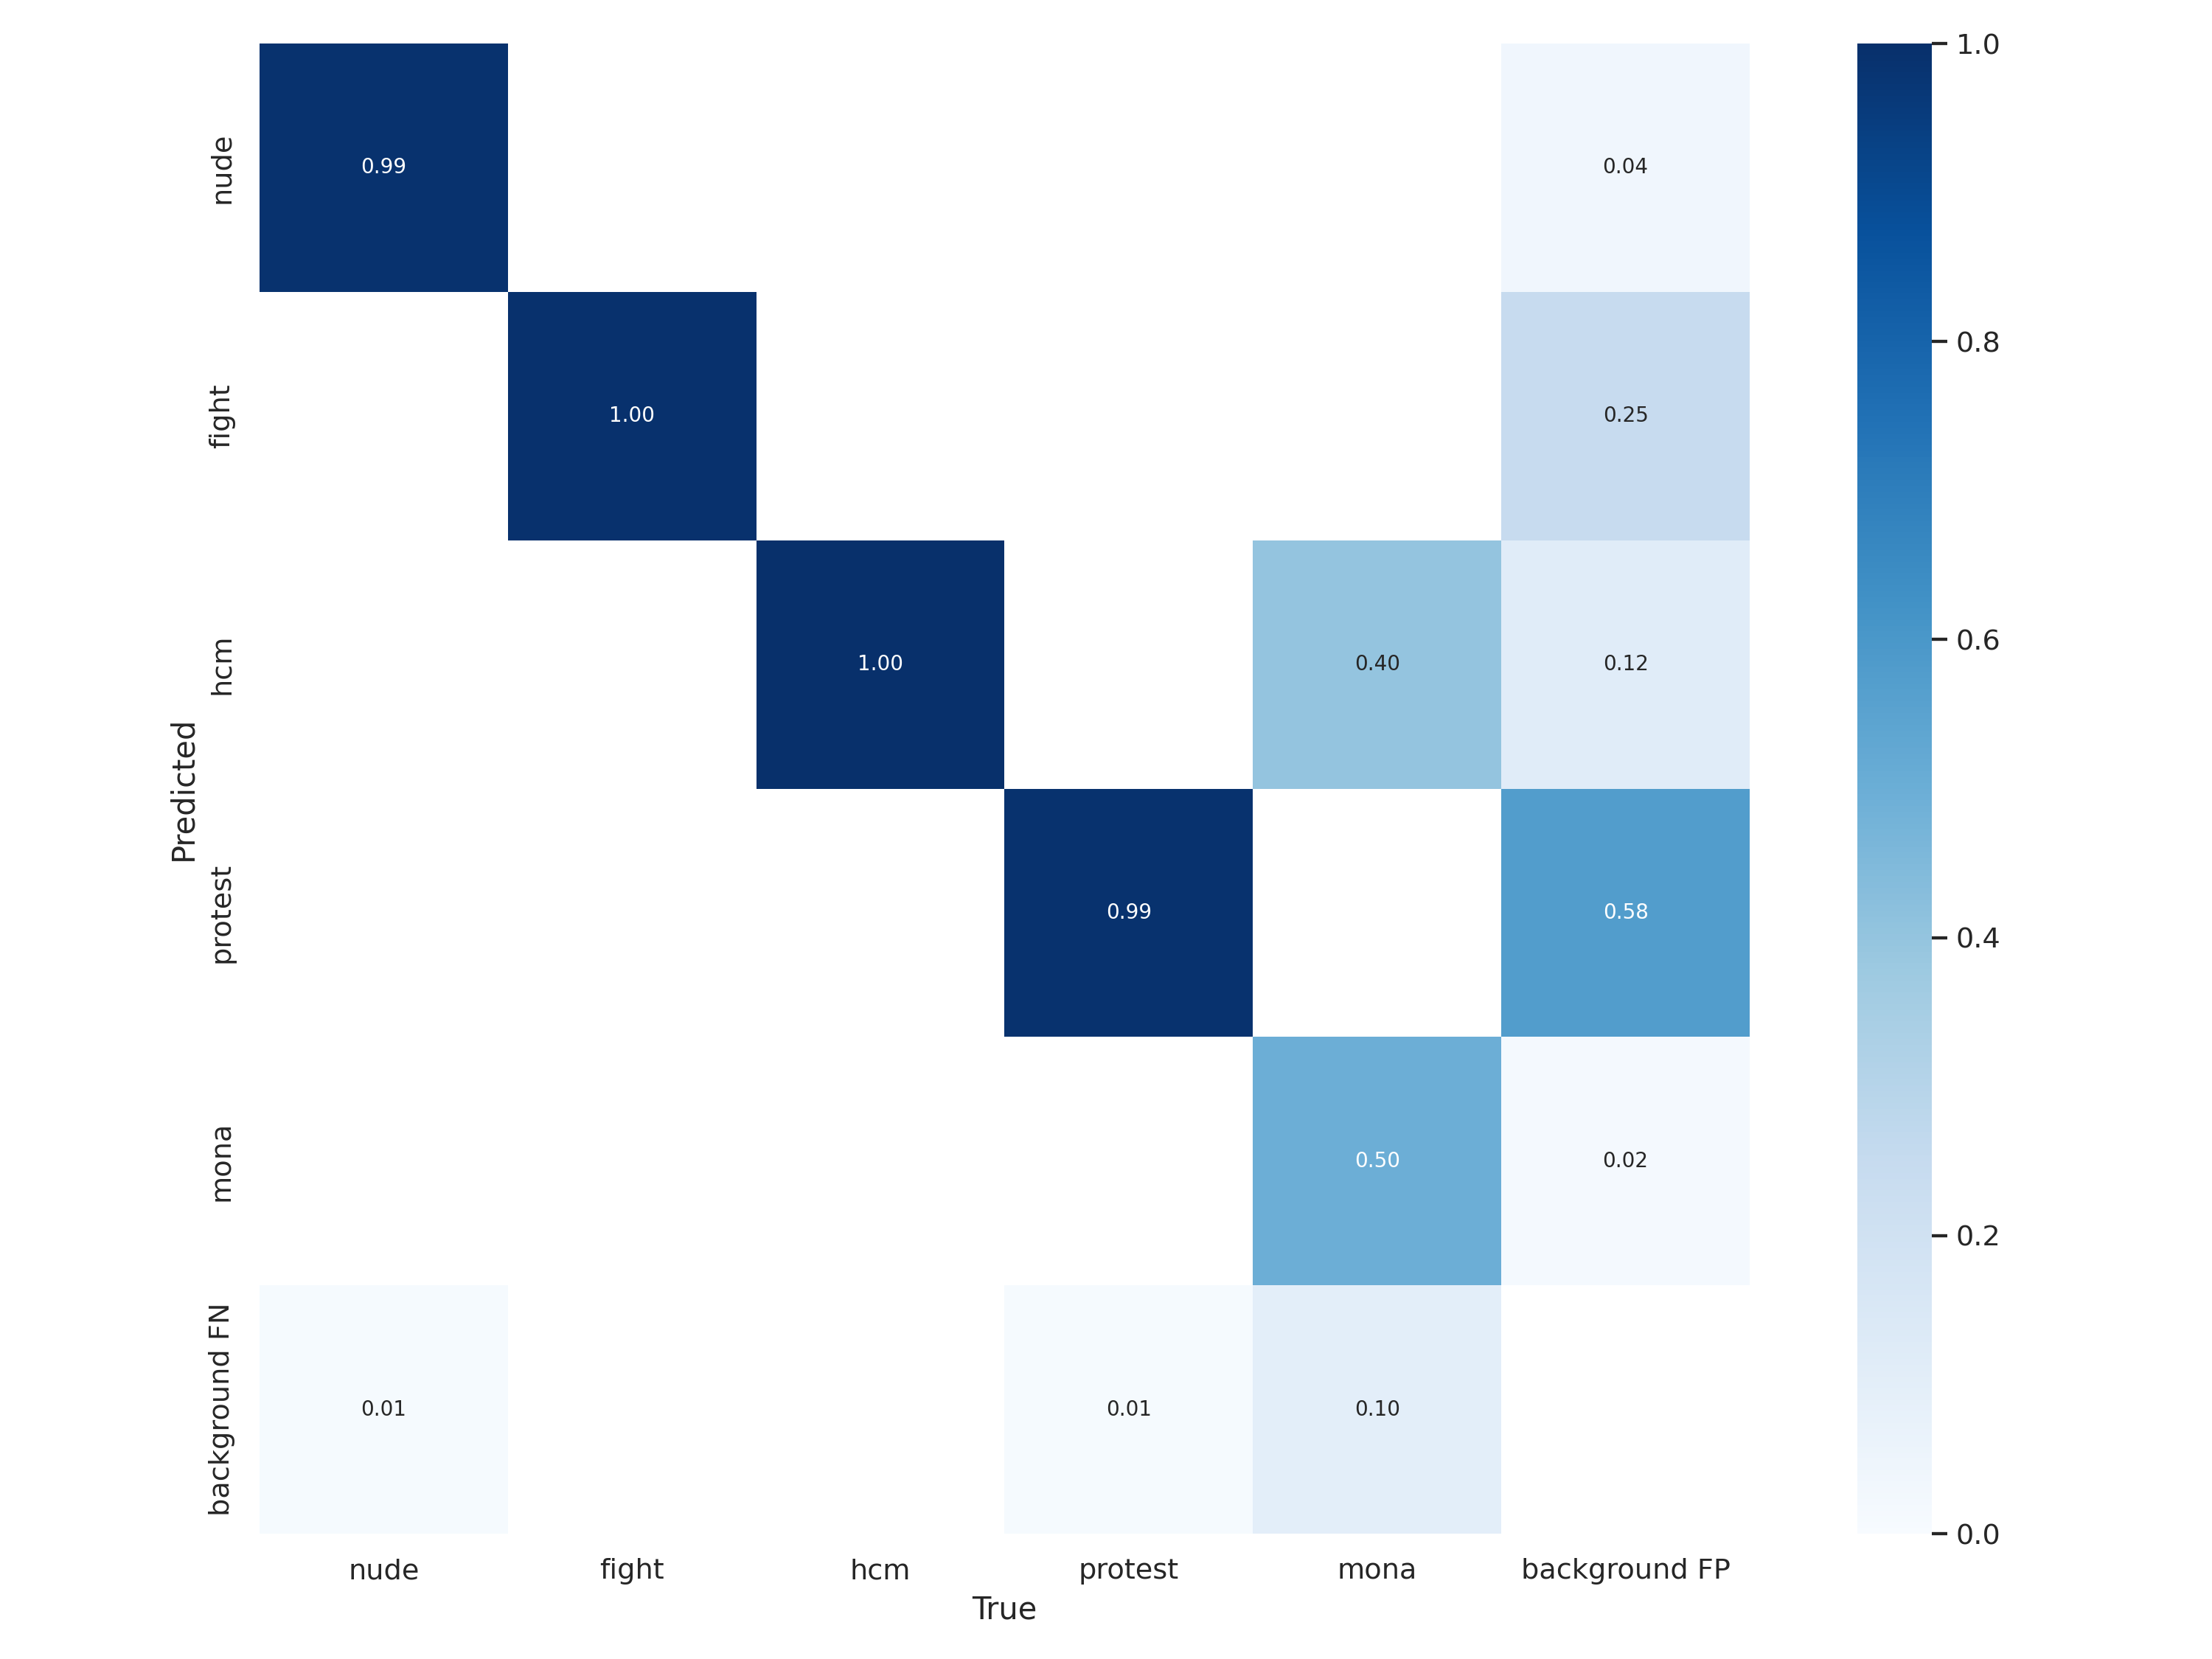 nude
0.99
0.04
1.0
fight
1.00
0.25
0.8
hcm
1.00
0.40
0.12
0.6
Predicted
protest
0.99
0.58
0.4
mona
0.50
0.02
0.2
background FN
0.01
0.01
0.10
0.0
nude fight hcm protest mona background FP
True